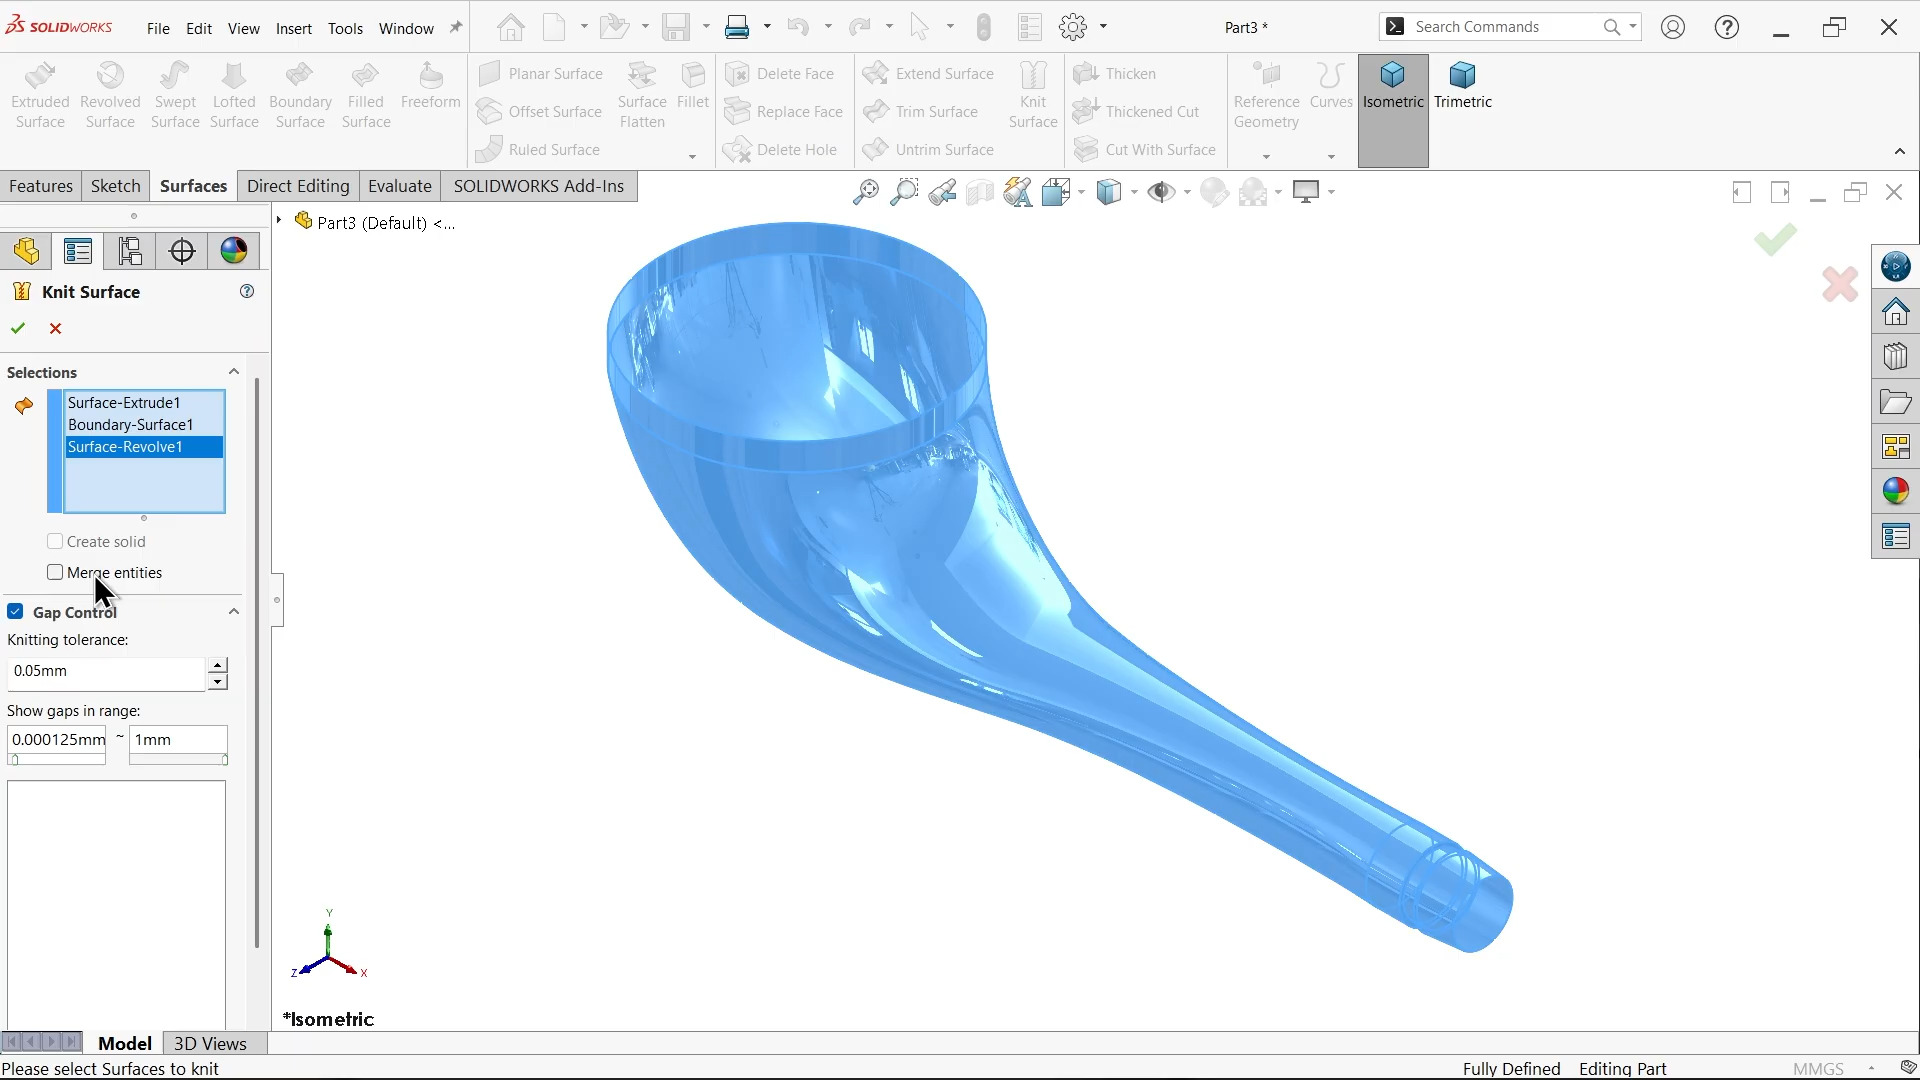 SOLIDWORKS File Edit View Insert Tools Window Part3 * Search Commands
Extruded Surface
Revolved Surface
Swept Surface
Lofted Surface
Boundary Surface
Filled Surface
Freeform
Planar Surface
Offset Surface
Ruled Surface
Surface Flatten
Fillet
Delete Face
Replace Face
Delete Hole
Extend Surface
Trim Surface
Untrim Surface
Knit Surface
Thicken
Thickened Cut
Cut With Surface
Reference Geometry
Curves
Isometric
Trimetric
Features Sketch Surfaces Direct Editing Evaluate SOLIDWORKS Add-Ins
Part3 (Default) <...
Knit Surface
Selections
Surface-Extrude1
Boundary-Surface1
Surface-Revolve1
Create solid
Merge entities
Gap Control
Knitting tolerance:
0.05mm
Show gaps in range:
0.000125mm ~ 1mm
Y
Z X
*Isometric
Model 3D Views
Please select Surfaces to knit Fully Defined Editing Part MMGS